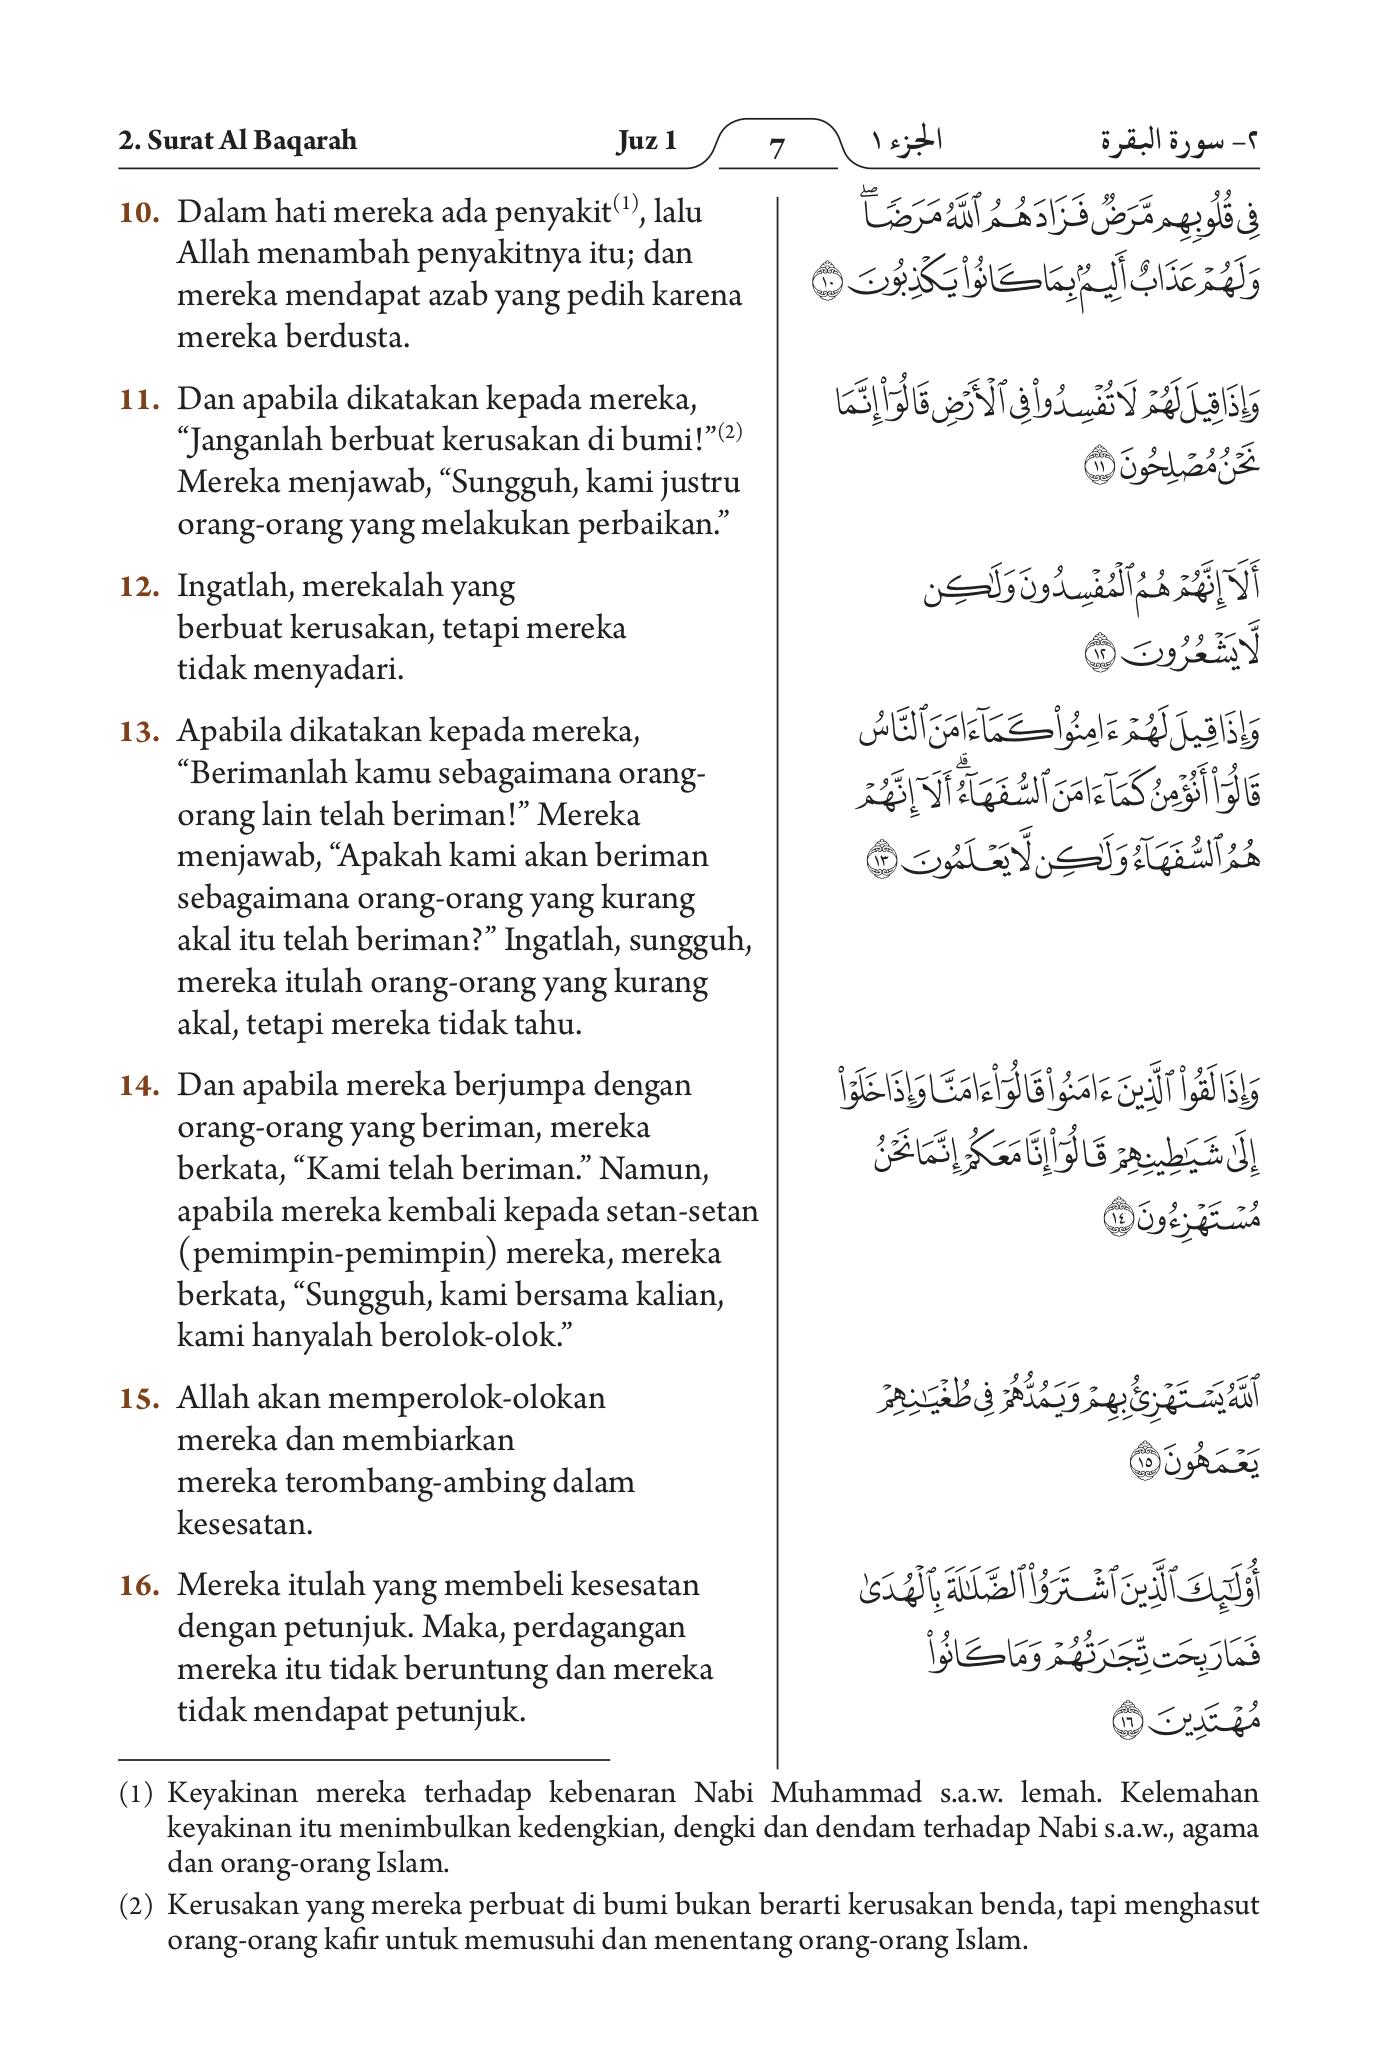 2. Surat Al Baqarah
Juz 1
7
الجزء ١
٢- سورة البقرة
10. Dalam hati mereka ada penyakit(1), lalu
Allah menambah penyakitnya itu; dan
mereka mendapat azab yang pedih karena
mereka berdusta.
فِي قُلُوبِهِم مَّرَضٌ فَزَادَهُمُ ٱللَّهُ مَرَضًاۖ
وَلَهُمْ عَذَابٌ أَلِيمُۢ بِمَا كَانُوا۟ يَكْذِبُونَ ١٠
11. Dan apabila dikatakan kepada mereka,
“Janganlah berbuat kerusakan di bumi!”(2)
Mereka menjawab, “Sungguh, kami justru
orang-orang yang melakukan perbaikan.”
وَإِذَا قِيلَ لَهُمْ لَا تُفْسِدُوا۟ فِي ٱلْأَرْضِ قَالُوٓا۟ إِنَّمَا
نَحْنُ مُصْلِحُونَ ١١
12. Ingatlah, merekalah yang
berbuat kerusakan, tetapi mereka
tidak menyadari.
أَلَآ إِنَّهُمْ هُمُ ٱلْمُفْسِدُونَ وَلَٰكِن
لَّا يَشْعُرُونَ ١٢
13. Apabila dikatakan kepada mereka,
“Berimanlah kamu sebagaimana orang-
orang lain telah beriman!” Mereka
menjawab, “Apakah kami akan beriman
sebagaimana orang-orang yang kurang
akal itu telah beriman?” Ingatlah, sungguh,
mereka itulah orang-orang yang kurang
akal, tetapi mereka tidak tahu.
وَإِذَا قِيلَ لَهُمْ ءَامِنُوا۟ كَمَآ ءَامَنَ ٱلنَّاسُ
قَالُوٓا۟ أَنُؤْمِنُ كَمَآ ءَامَنَ ٱلسُّفَهَآءُۗ أَلَآ إِنَّهُمْ
هُمُ ٱلسُّفَهَآءُ وَلَٰكِن لَّا يَعْلَمُونَ ١٣
14. Dan apabila mereka berjumpa dengan
orang-orang yang beriman, mereka
berkata, “Kami telah beriman.” Namun,
apabila mereka kembali kepada setan-setan
(pemimpin-pemimpin) mereka, mereka
berkata, “Sungguh, kami bersama kalian,
kami hanyalah berolok-olok.”
وَإِذَا لَقُوا۟ ٱلَّذِينَ ءَامَنُوا۟ قَالُوٓا۟ ءَامَنَّا وَإِذَا خَلَوْا۟
إِلَىٰ شَيَٰطِينِهِمْ قَالُوٓا۟ إِنَّا مَعَكُمْ إِنَّمَا نَحْنُ
مُسْتَهْزِءُونَ ١٤
15. Allah akan memperolok-olokan
mereka dan membiarkan
mereka terombang-ambing dalam
kesesatan.
ٱللَّهُ يَسْتَهْزِئُ بِهِمْ وَيَمُدُّهُمْ فِي طُغْيَٰنِهِمْ
يَعْمَهُونَ ١٥
16. Mereka itulah yang membeli kesesatan
dengan petunjuk. Maka, perdagangan
mereka itu tidak beruntung dan mereka
tidak mendapat petunjuk.
أُو۟لَٰٓئِكَ ٱلَّذِينَ ٱشْتَرَوُا۟ ٱلضَّلَٰلَةَ بِٱلْهُدَىٰ
فَمَا رَبِحَت تِّجَٰرَتُهُمْ وَمَا كَانُوا۟
مُهْتَدِينَ ١٦
(1) Keyakinan mereka terhadap kebenaran Nabi Muhammad s.a.w. lemah. Kelemahan
keyakinan itu menimbulkan kedengkian, dengki dan dendam terhadap Nabi s.a.w., agama
dan orang-orang Islam.
(2) Kerusakan yang mereka perbuat di bumi bukan berarti kerusakan benda, tapi menghasut
orang-orang kafir untuk memusuhi dan menentang orang-orang Islam.